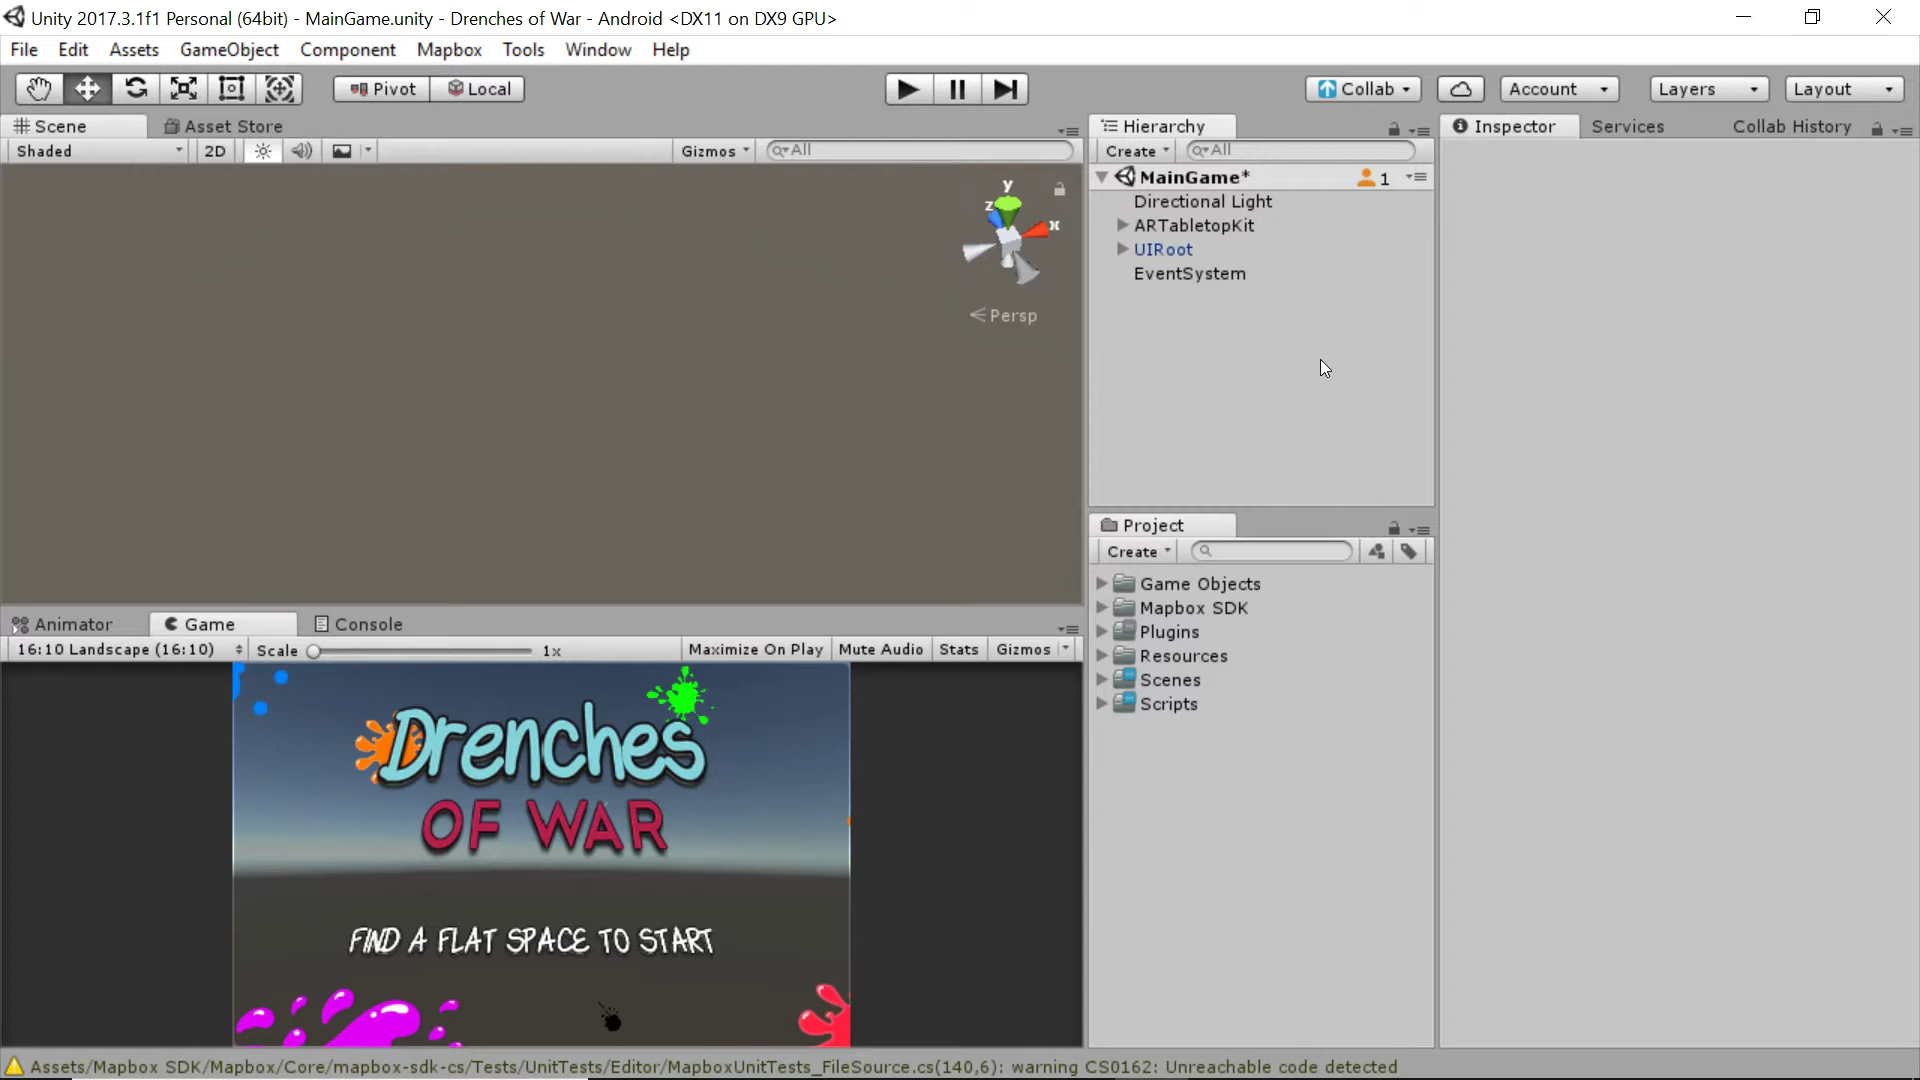 Unity 2017.3.1f1 Personal (64bit) - MainGame.unity - Drenches of War - Android <DX11 on DX9 GPU>
File Edit Assets GameObject Component Mapbox Tools Window Help
Pivot Local Collab Account Layers Layout
Scene Asset Store Hierarchy Inspector Services Collab History
Shaded 2D Gizmos All Create All
MainGame* 1
Directional Light
ARTabletopKit
UIRoot
EventSystem
y
z
x
Persp
Project
Create
Game Objects
Mapbox SDK
Plugins
Resources
Scenes
Scripts
Animator Game Console
16:10 Landscape (16:10) Scale 1x Maximize On Play Mute Audio Stats Gizmos
Drenches
OF WAR
FIND A FLAT SPACE TO START
Assets/Mapbox SDK/Mapbox/Core/mapbox-sdk-cs/Tests/UnitTests/Editor/MapboxUnitTests_FileSource.cs(140,6): warning CS0162: Unreachable code detected